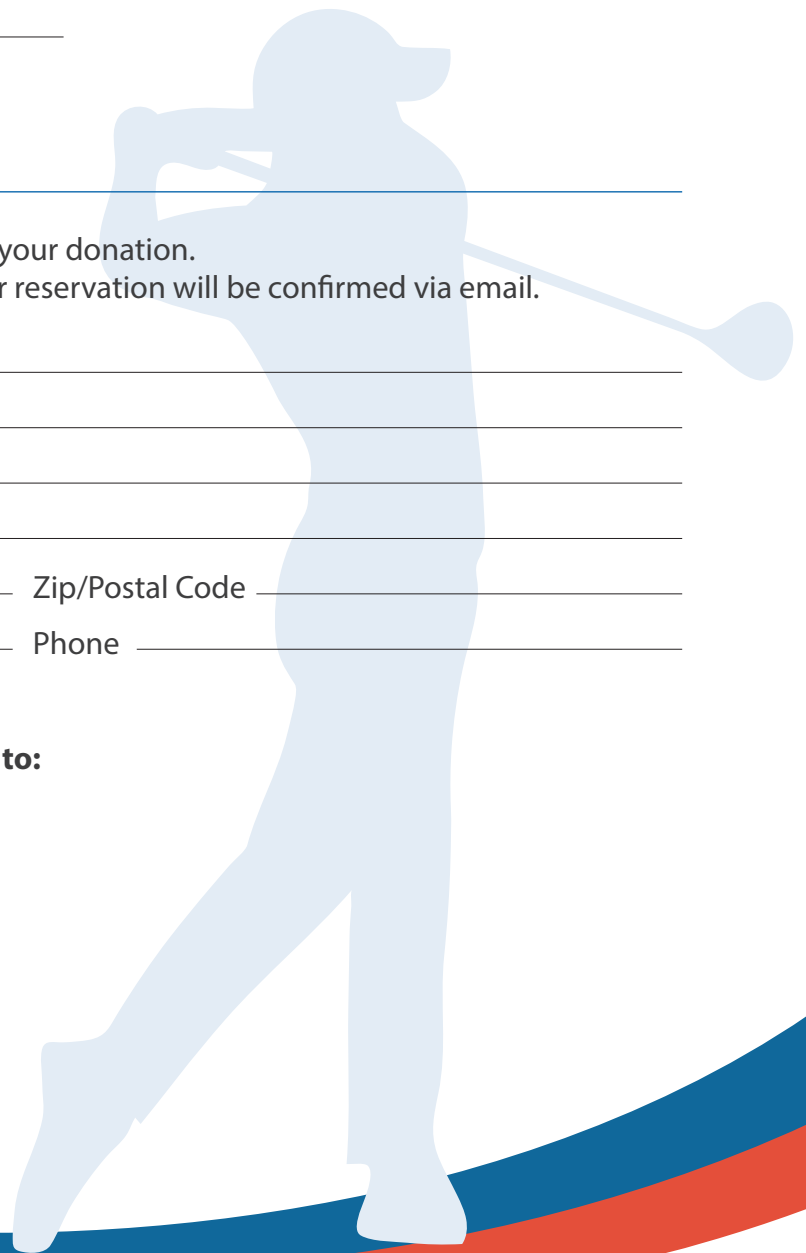 your donation.
r reservation will be confirmed via email.
Zip/Postal Code
Phone
to: